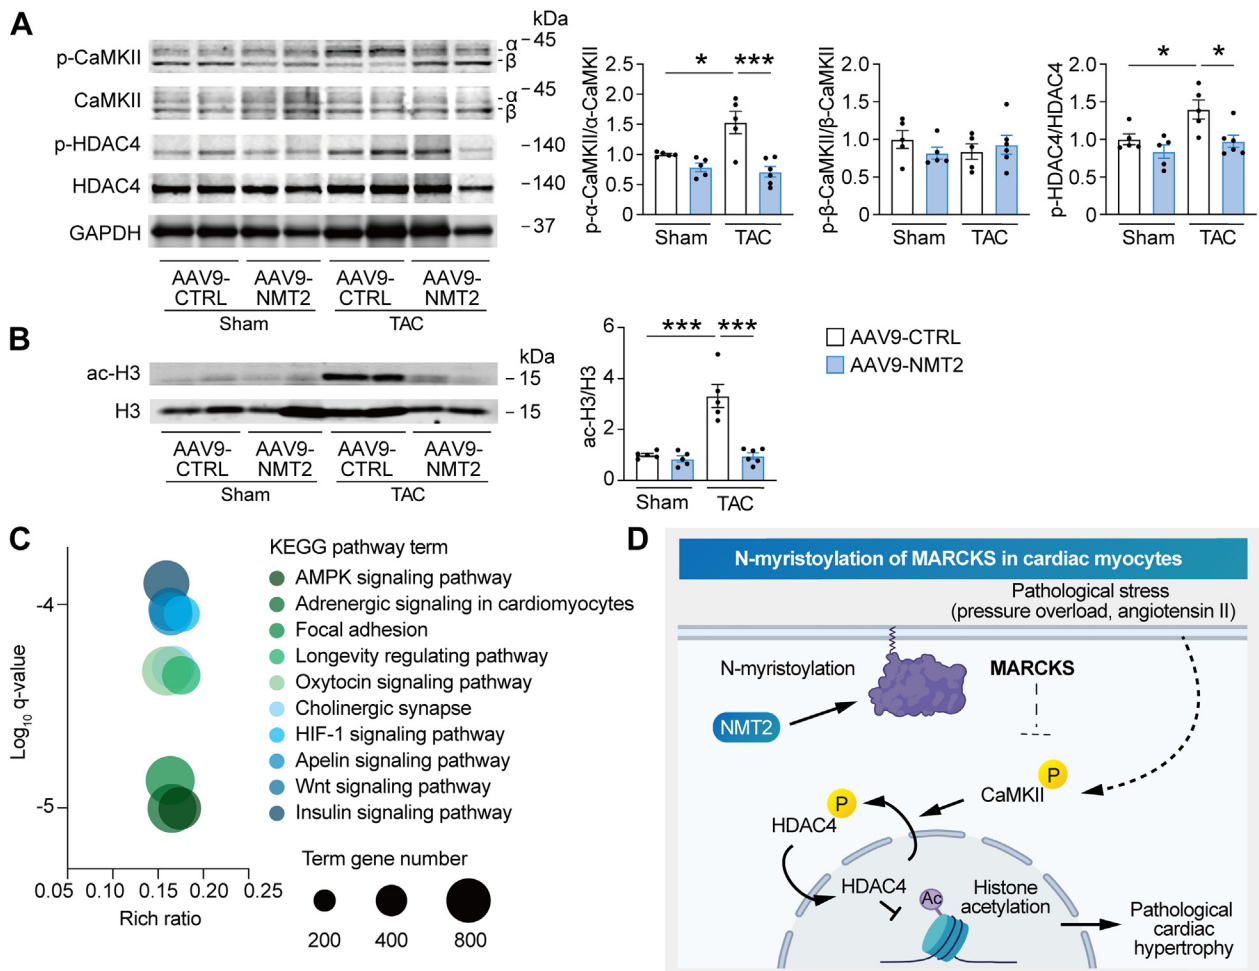 A
kDa
p-CaMKII
α
-45
β
CaMKII
α
-45
β
p-HDAC4
-140
HDAC4
-140
GAPDH
-37
AAV9-
CTRL
AAV9-
NMT2
AAV9-
CTRL
AAV9-
NMT2
Sham
TAC
p-α-CaMKII/α-CaMKII
2.5
2.0
1.5
1.0
0.5
0
*
***
Sham
TAC
p-β-CaMKII/β-CaMKII
2.0
1.5
1.0
0.5
0
Sham
TAC
p-HDAC4/HDAC4
2.0
1.5
1.0
0.5
0
*
*
Sham
TAC
B
kDa
ac-H3
- 15
H3
- 15
AAV9-
CTRL
AAV9-
NMT2
AAV9-
CTRL
AAV9-
NMT2
Sham
TAC
ac-H3/H3
6
4
2
0
***
***
Sham
TAC
AAV9-CTRL
AAV9-NMT2
C
Log10 q-value
-4
-5
0.05
0.10
0.15
0.20
0.25
Rich ratio
KEGG pathway term
AMPK signaling pathway
Adrenergic signaling in cardiomyocytes
Focal adhesion
Longevity regulating pathway
Oxytocin signaling pathway
Cholinergic synapse
HIF-1 signaling pathway
Apelin signaling pathway
Wnt signaling pathway
Insulin signaling pathway
Term gene number
200
400
800
D
N-myristoylation of MARCKS in cardiac myocytes
Pathological stress
(pressure overload, angiotensin II)
N-myristoylation
MARCKS
NMT2
P
CaMKII
P
HDAC4
HDAC4
Ac
Histone
acetylation
Pathological
cardiac
hypertrophy